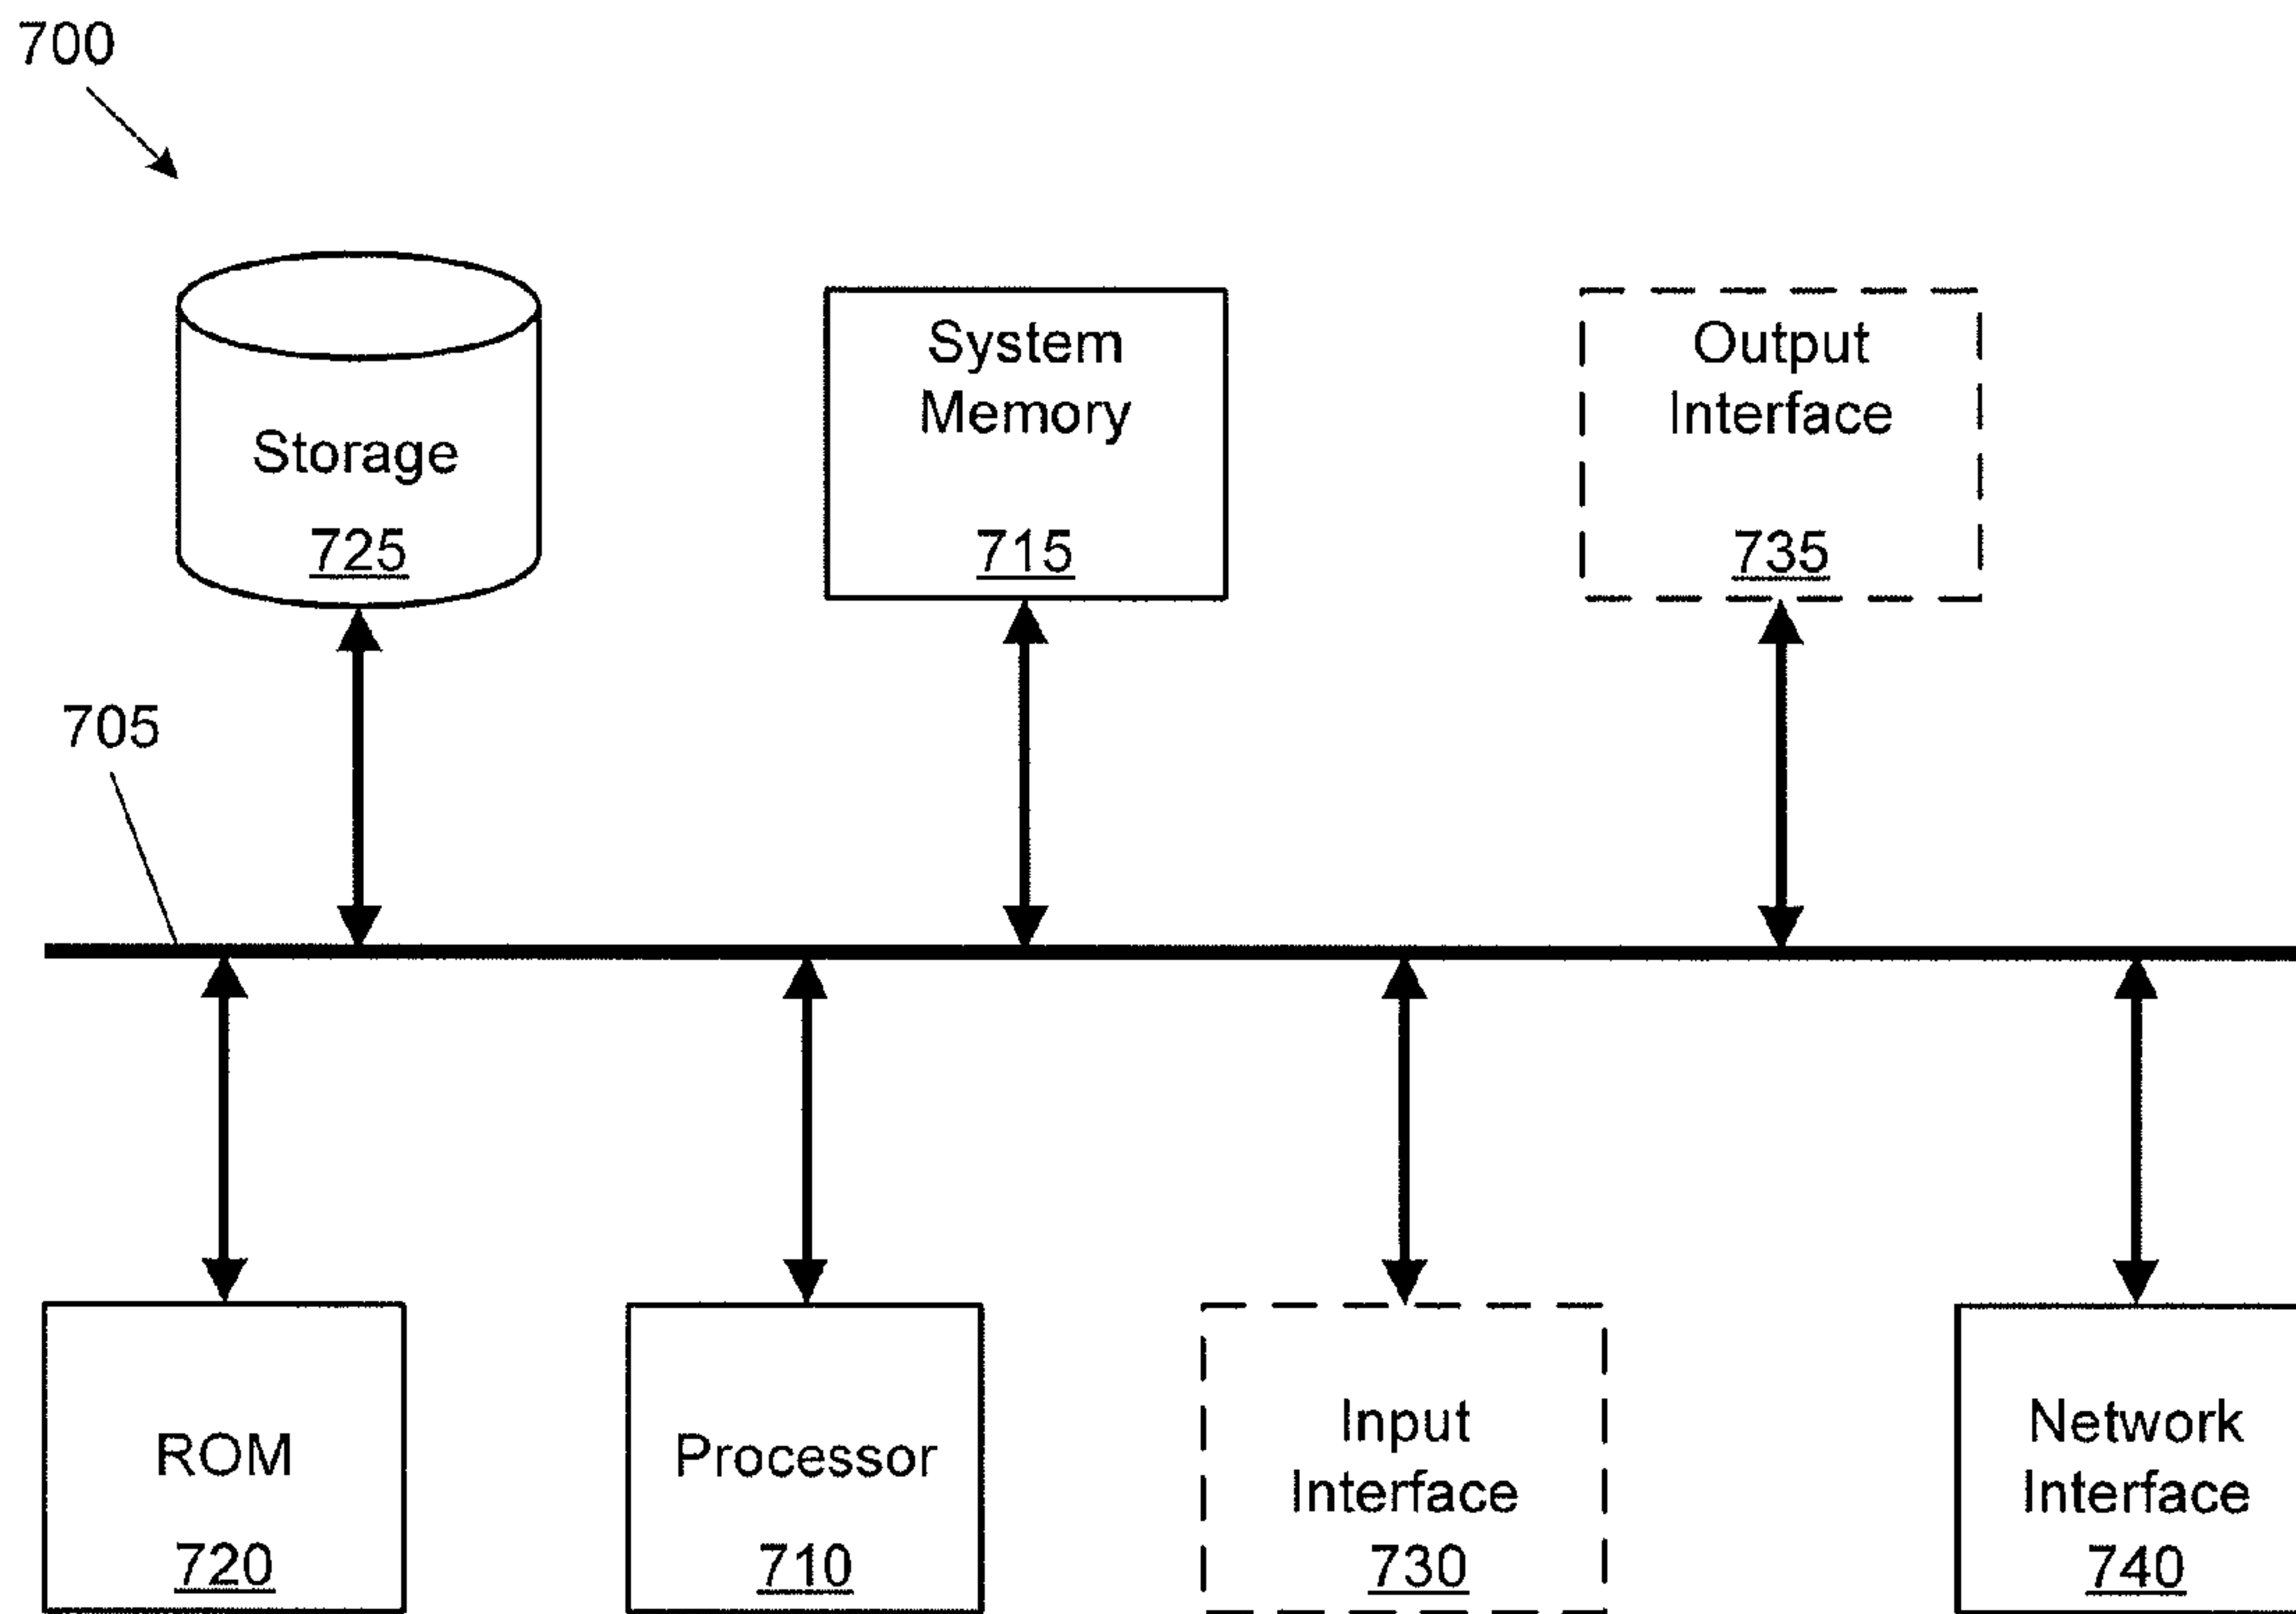 700
Storage
725
System
Memory
715
Output
Interface
735
705
ROM
720
Processor
710
Input
Interface
730
Network
Interface
740